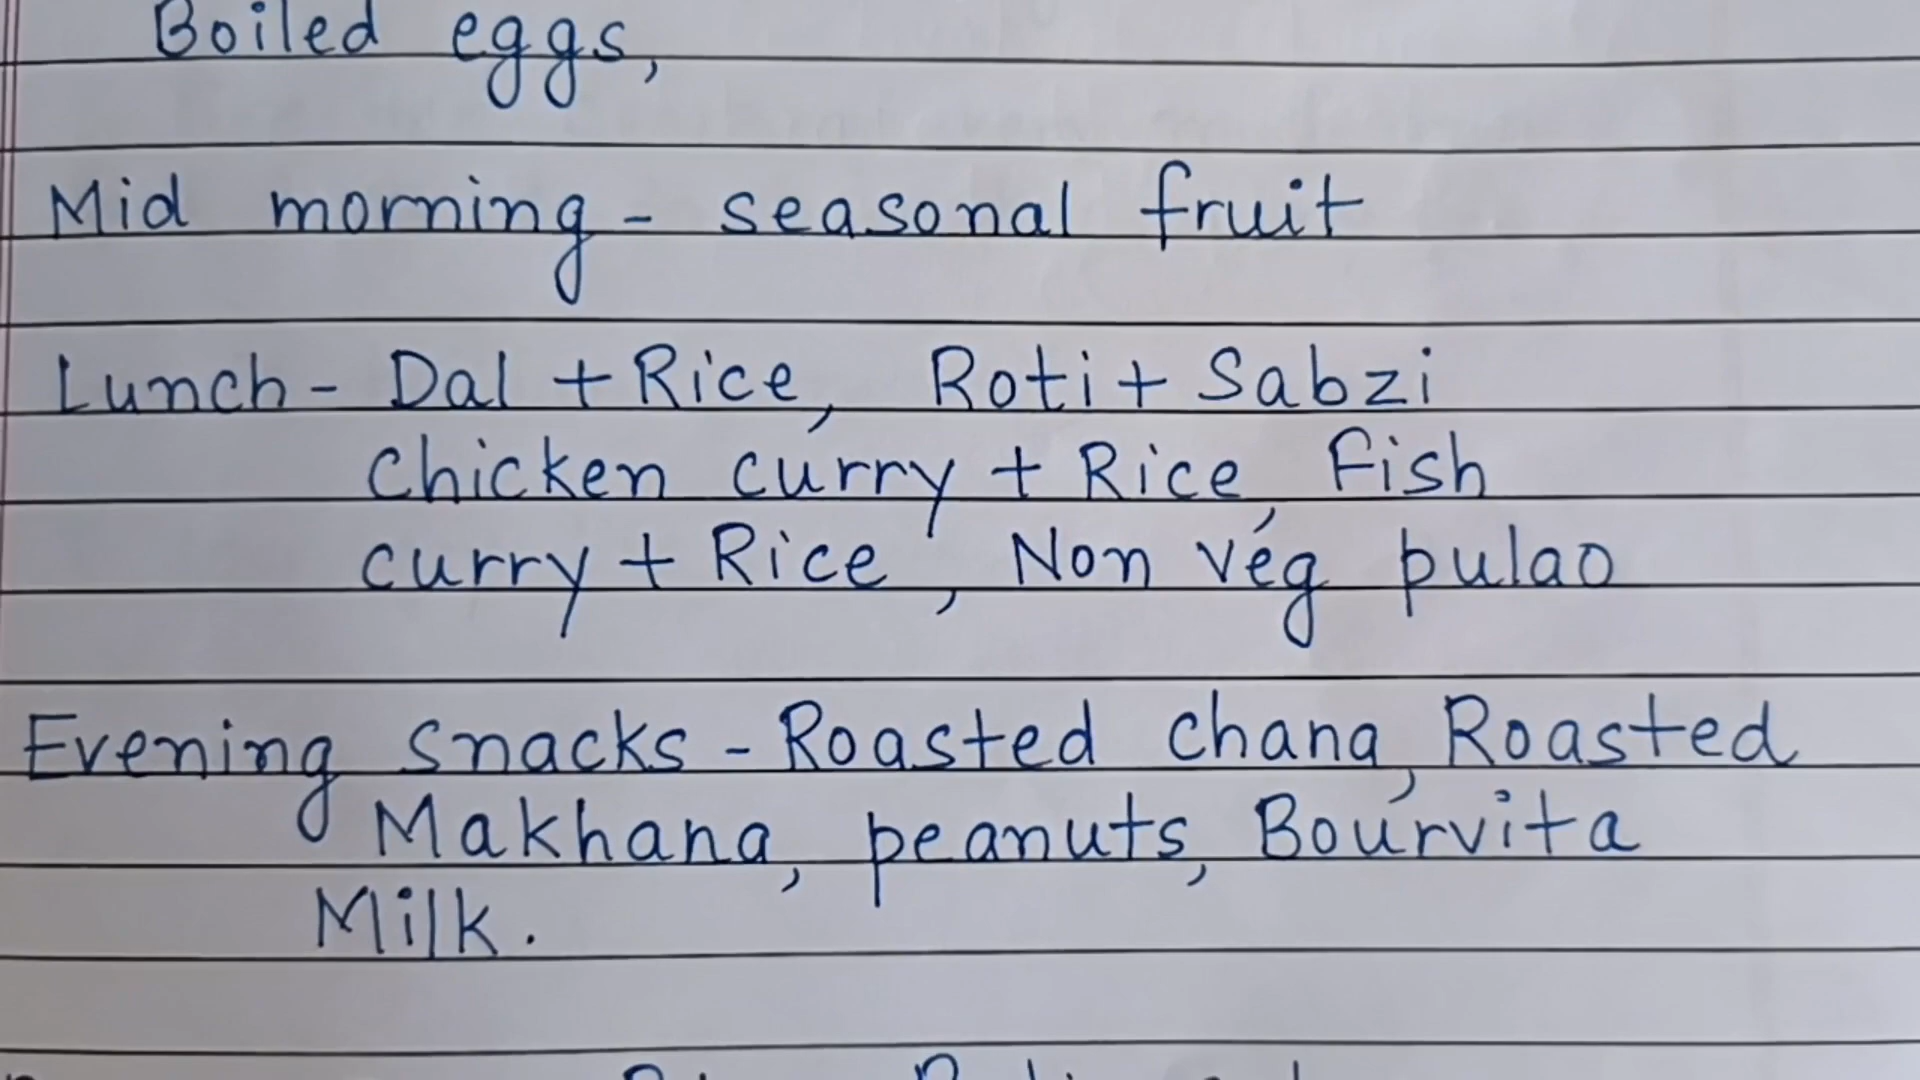 Boiled eggs,
Mid morning - seasonal fruit
Lunch - Dal + Rice, Roti + Sabzi
Chicken curry + Rice, Fish
curry + Rice, Non veg pulao
Evening snacks - Roasted chana, Roasted
Makhana, peanuts, Bourvita
Milk.